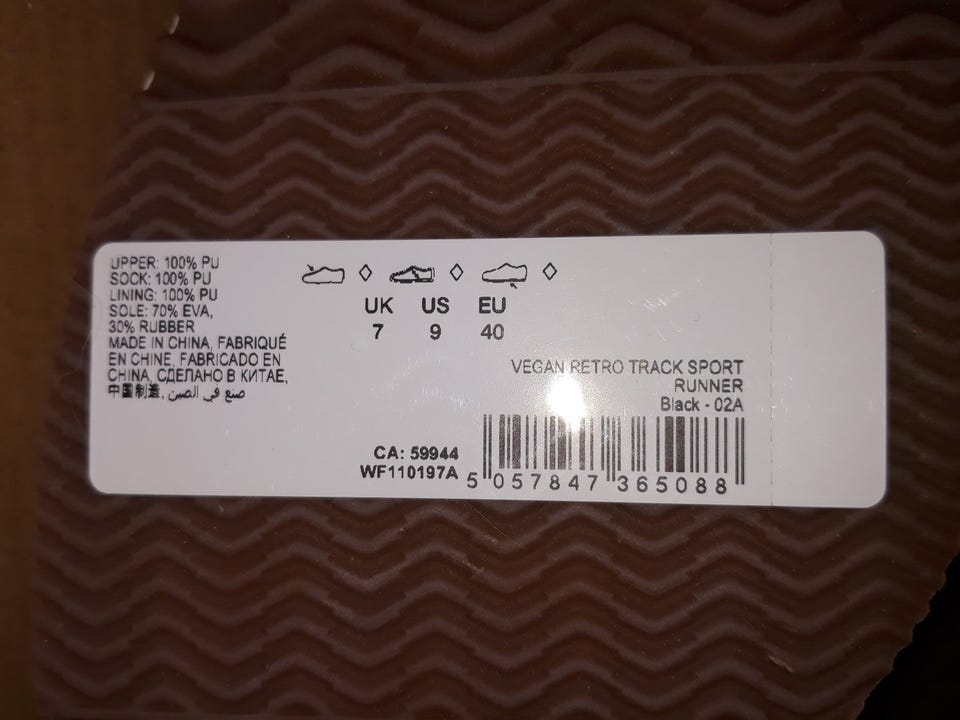 UPPER: 100% PU
SOCK: 100% PU
LINING: 100% PU
SOLE: 70% EVA,
30% RUBBER
MADE IN CHINA, FABRIQUÉ
EN CHINE, FABRICADO EN
CHINA, СДЕЛАНО В КИТАЕ,
中國制造, صنع في الصين
UK US EU
7 9 40
VEGAN RETRO TRACK SPORT
RUNNER
Black - 02A
CA: 59944
WF110197A
5 057847 365088